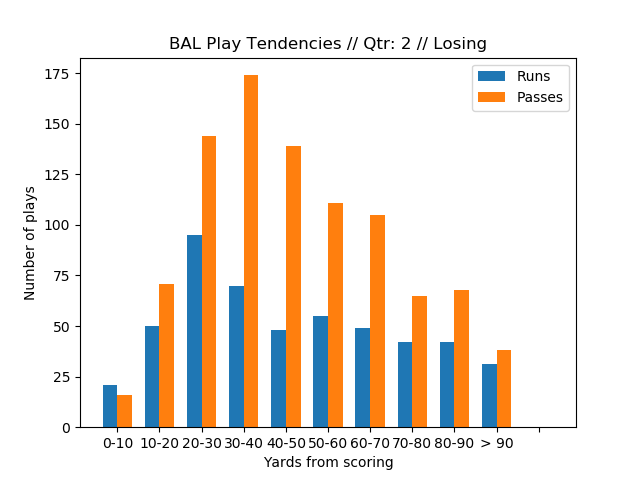 BAL Play Tendencies // Qtr: 2 // Losing
Runs
Passes
175
150
125
100
75
50
25
0
Number of plays
0-10 10-20 20-30 30-40 40-50 50-60 60-70 70-80 80-90 > 90
Yards from scoring